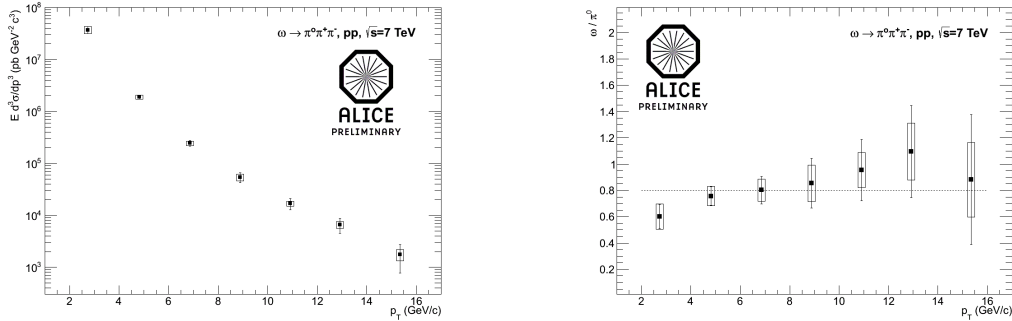 E d³σ/dp³ (pb GeV⁻² c³)
10⁸
10⁷
10⁶
10⁵
10⁴
10³
ω → π⁰π⁺π⁻, pp, √s=7 TeV
ALICE
PRELIMINARY
2 4 6 8 10 12 14 16
p_T (GeV/c)
ω / π⁰
2
1.8
1.6
1.4
1.2
1
0.8
0.6
0.4
0.2
ω → π⁰π⁺π⁻, pp, √s=7 TeV
ALICE
PRELIMINARY
2 4 6 8 10 12 14 16
p_T (GeV/c)